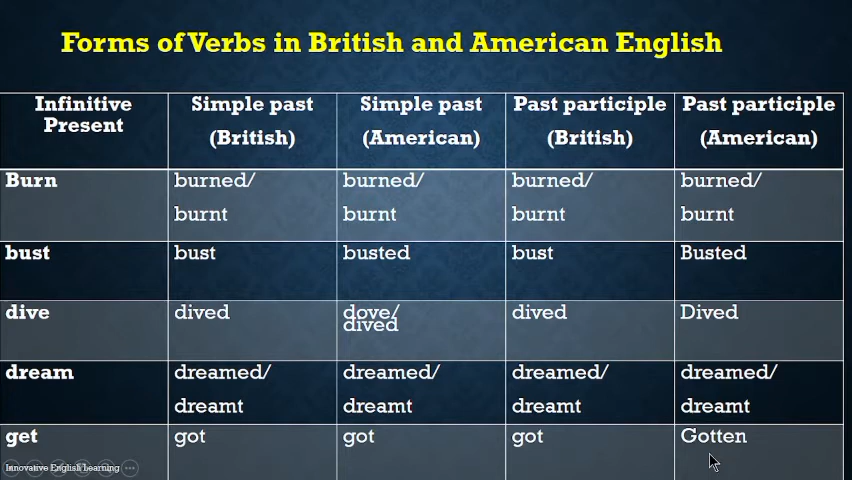 Forms of Verbs in British and American English
Infinitive Present
Simple past (British)
Simple past (American)
Past participle (British)
Past participle (American)
Burn
burned/ burnt
burned/ burnt
burned/ burnt
burned/ burnt
bust
bust
busted
bust
Busted
dive
dived
dove/ dived
dived
Dived
dream
dreamed/ dreamt
dreamed/ dreamt
dreamed/ dreamt
dreamed/ dreamt
get
got
got
got
Gotten
Innovative English Learning